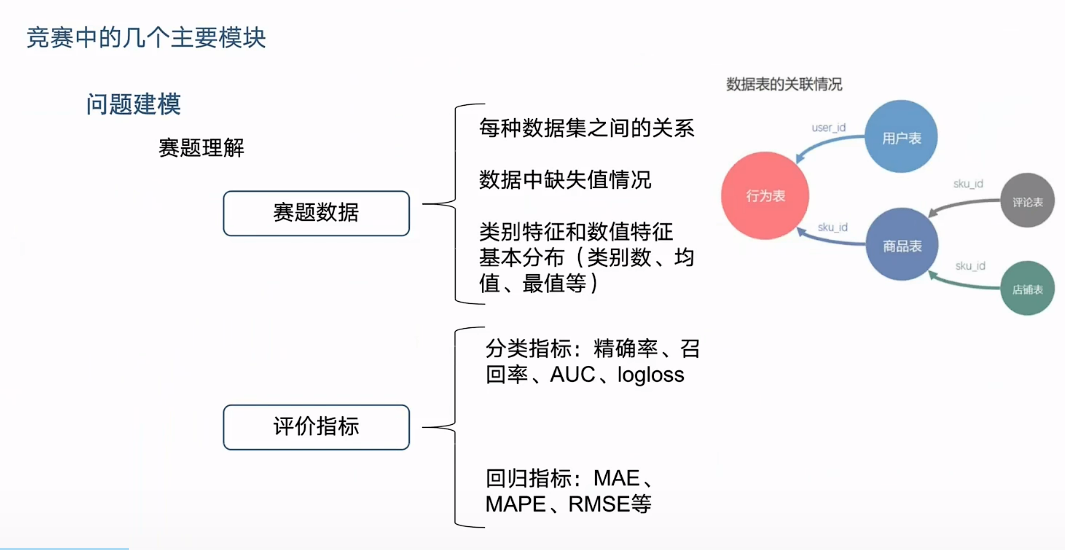 竞赛中的几个主要模块
问题建模
赛题理解
赛题数据
每种数据集之间的关系
数据中缺失值情况
类别特征和数值特征
基本分布（类别数、均
值、最值等）
数据表的关联情况
user_id
用户表
行为表
sku_id
评论表
sku_id
商品表
sku_id
店铺表
评价指标
分类指标：精确率、召
回率、AUC、logloss
回归指标：MAE、
MAPE、RMSE等